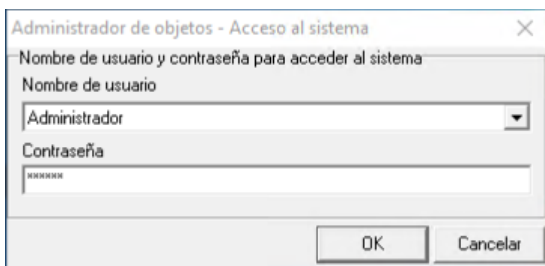 Administrador de objetos - Acceso al sistema
Nombre de usuario y contraseña para acceder al sistema
Nombre de usuario
Administrador
Contraseña
******
OK
Cancelar